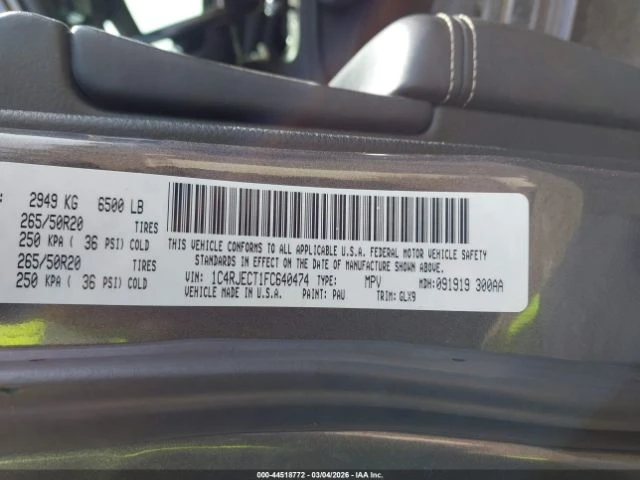 : 2949 KG 6500 LB
265/50R20 TIRES
250 KPA ( 36 PSI) COLD
265/50R20 TIRES
250 KPA ( 36 PSI) COLD
THIS VEHICLE CONFORMS TO ALL APPLICABLE U.S.A. FEDERAL MOTOR VEHICLE SAFETY
STANDARDS IN EFFECT ON THE DATE OF MANUFACTURE SHOWN ABOVE.
VIN: 1C4RJECT1FC640474 TYPE: MPV MDH: 091919 300AA
VEHICLE MADE IN U.S.A. PAINT: PAU TRIM: GLX9
000-44518772 - 03/04/2026 - IAA Inc.